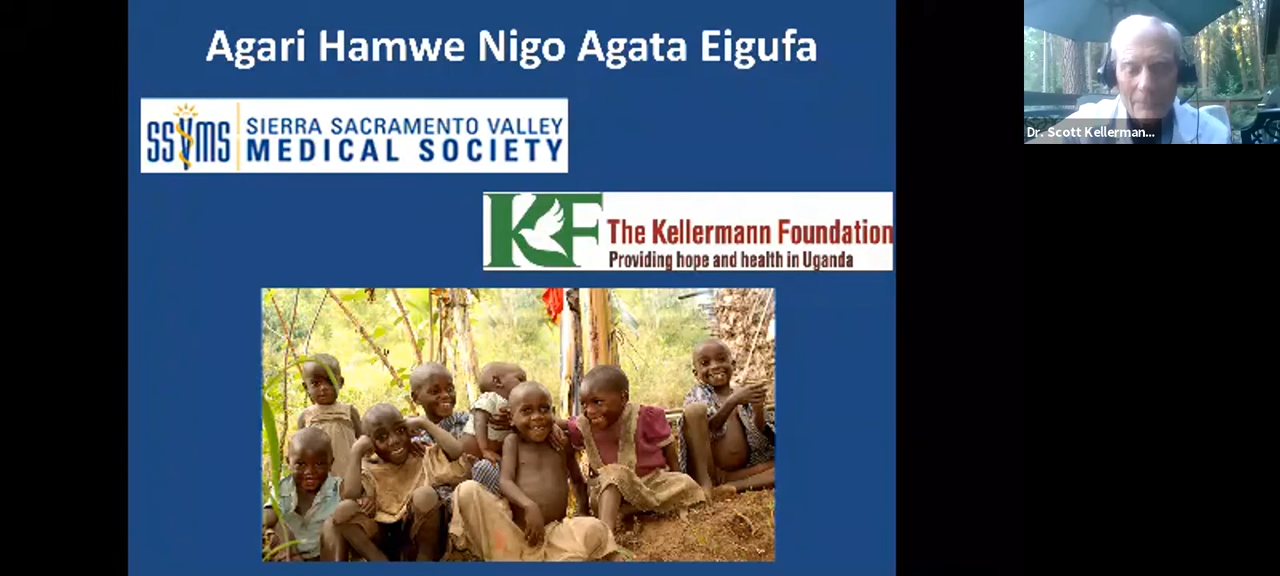 Agari Hamwe Nigo Agata Eigufa
SSVMS
SIERRA SACRAMENTO VALLEY
MEDICAL SOCIETY
KF
The Kellermann Foundation
Providing hope and health in Uganda
Dr. Scott Kellerman...